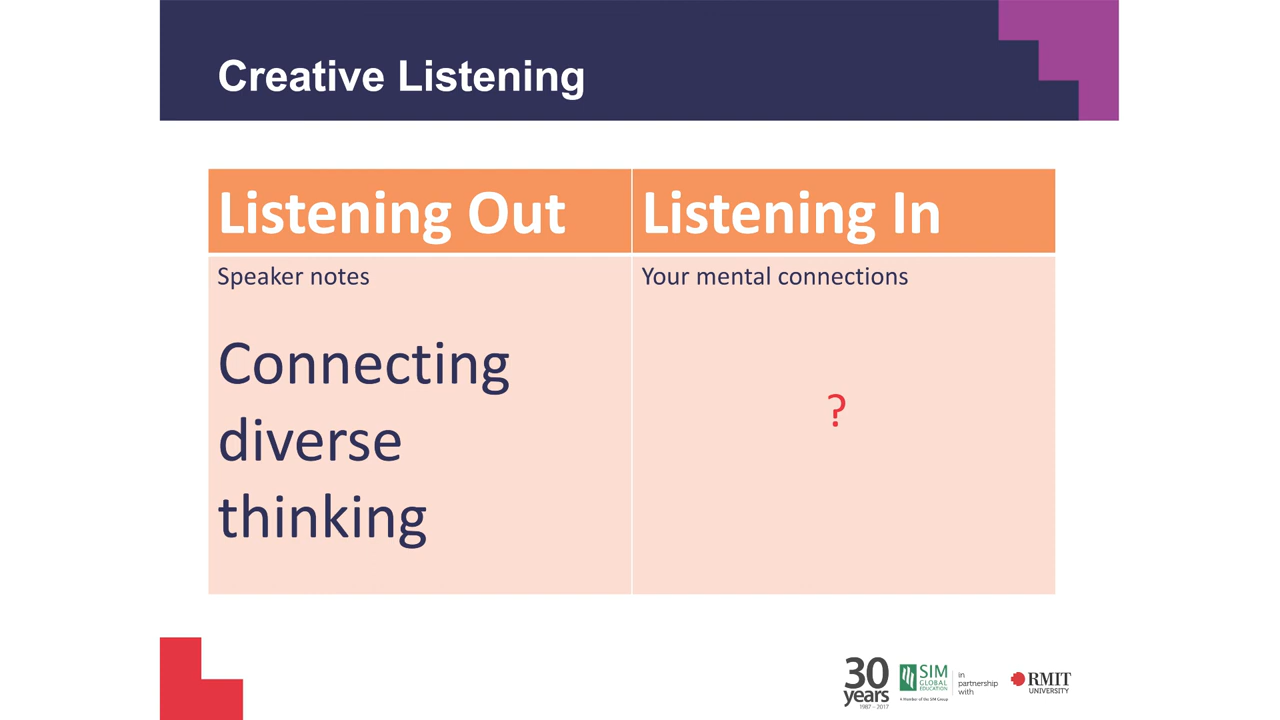 Creative Listening
Listening Out
Listening In
Speaker notes
Your mental connections
Connecting
diverse
thinking
?
30
years
1987 - 2017
SIM
GLOBAL
EDUCATION
A Member of the SIM Group
in
partnership
with
RMIT
UNIVERSITY